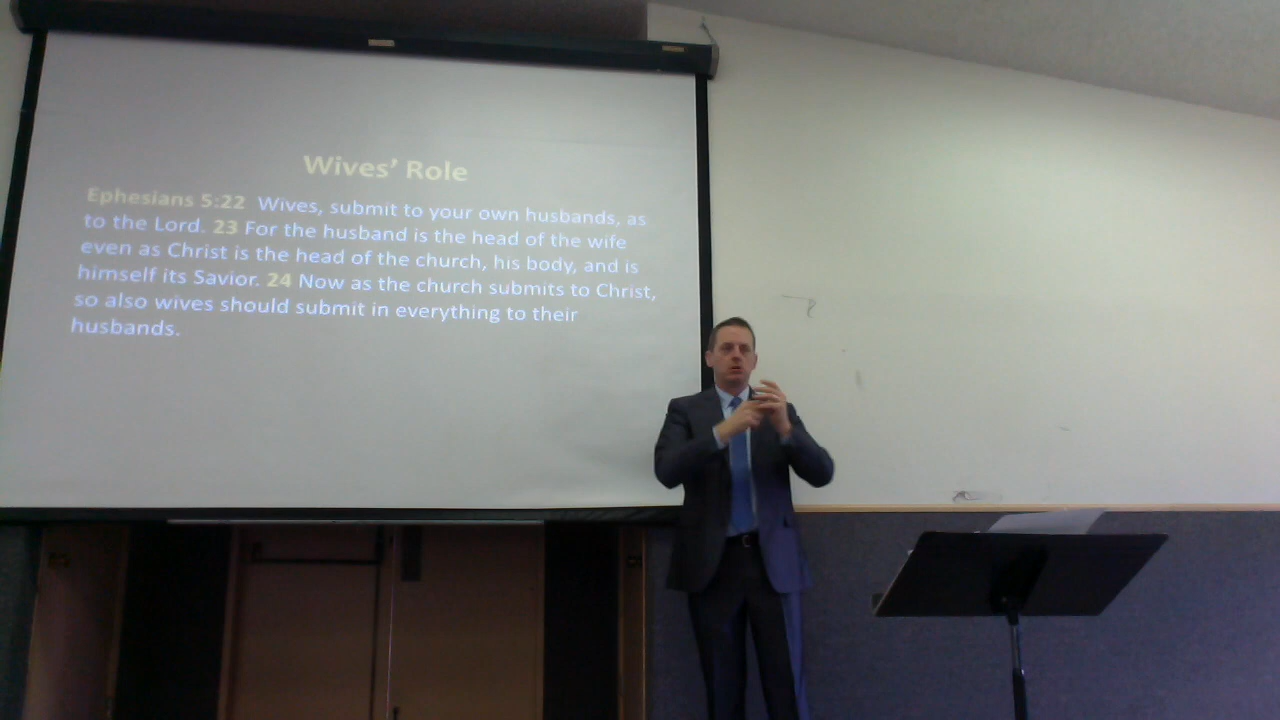 Wives’ Role
Ephesians 5:22 Wives, submit to your own husbands, as
to the Lord. 23 For the husband is the head of the wife
even as Christ is the head of the church, his body, and is
himself its Savior. 24 Now as the church submits to Christ,
so also wives should submit in everything to their
husbands.